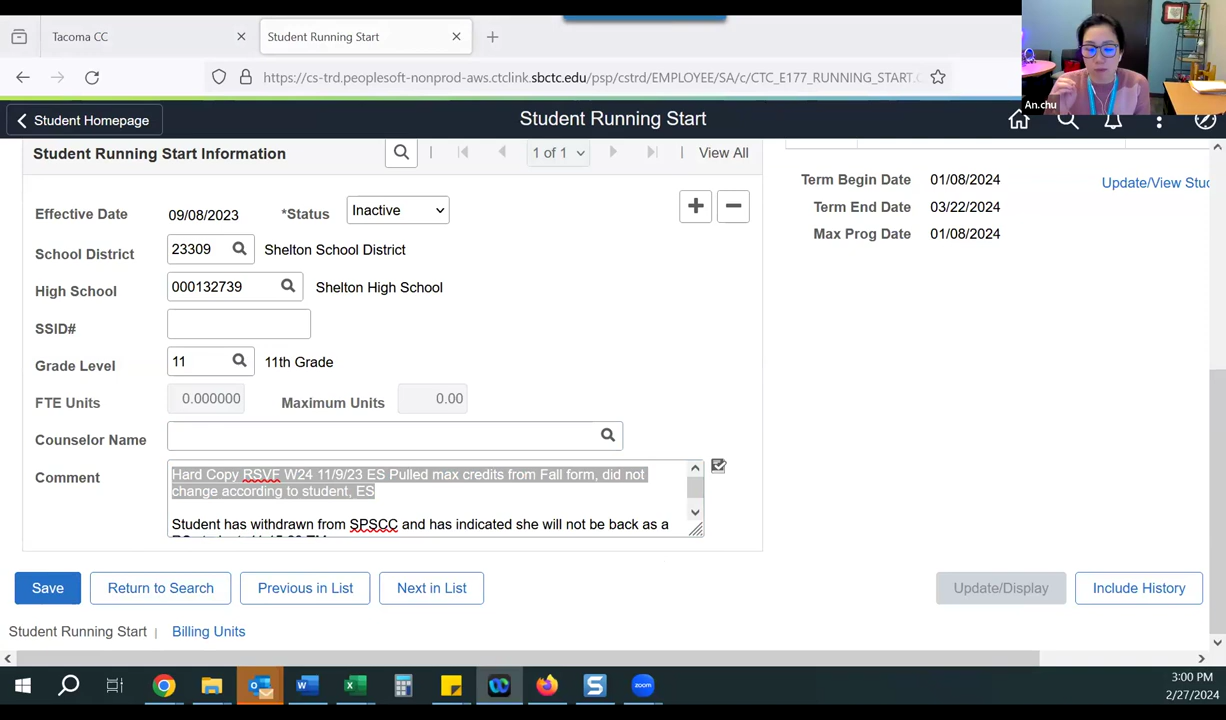 Tacoma CC
Student Running Start
https://cs-trd.peoplesoft-nonprod-aws.ctclink.sbctc.edu/psp/cstrd/EMPLOYEE/SA/c/CTC_E177_RUNNING_START.
An.chu
Student Homepage
Student Running Start
Student Running Start Information
1 of 1
View All
Term Begin Date 01/08/2024
Update/View Stu
Term End Date 03/22/2024
Max Prog Date 01/08/2024
Effective Date 09/08/2023 *Status Inactive
School District 23309 Shelton School District
High School 000132739 Shelton High School
SSID#
Grade Level 11 11th Grade
FTE Units 0.000000 Maximum Units 0.00
Counselor Name
Comment
Hard Copy RSVF W24 11/9/23 ES Pulled max credits from Fall form, did not
change according to student, ES
Student has withdrawn from SPSCC and has indicated she will not be back as a
Save
Return to Search
Previous in List
Next in List
Update/Display
Include History
Student Running Start | Billing Units
zoom
3:00 PM
2/27/2024